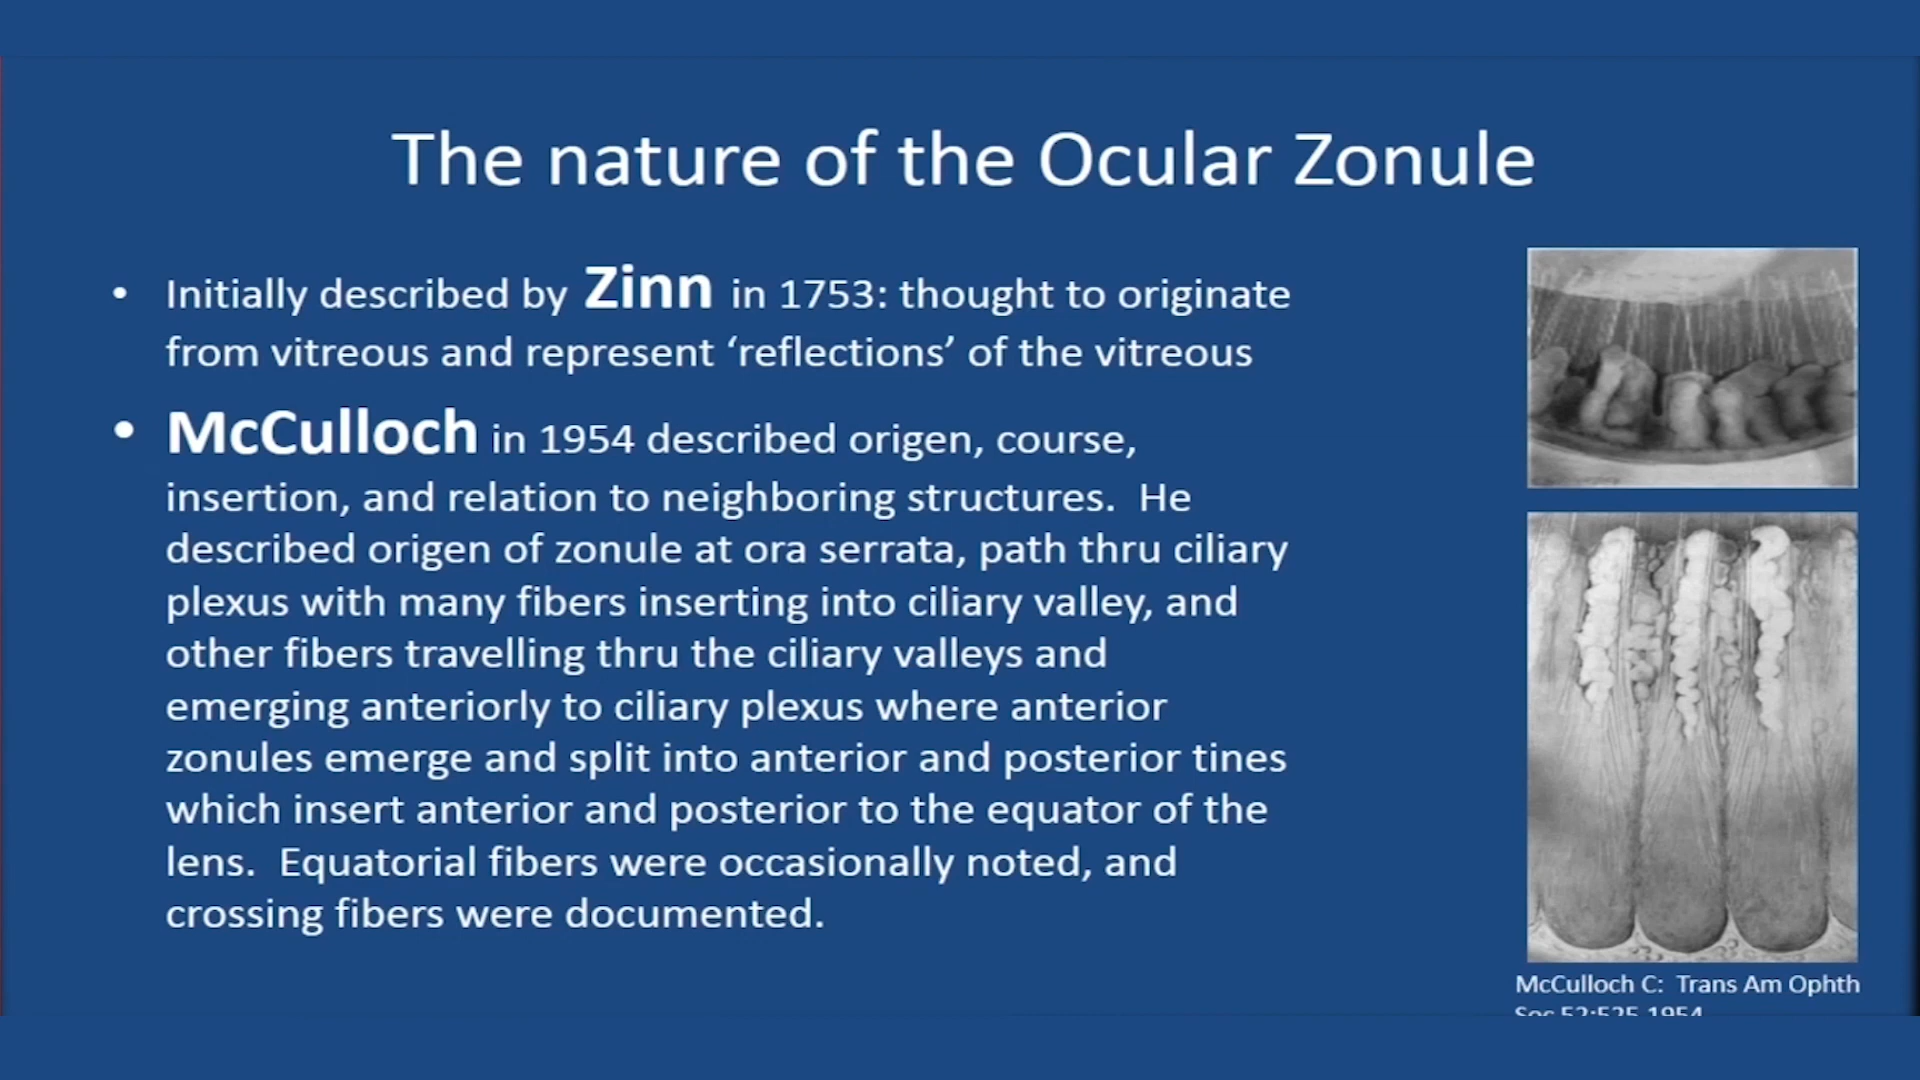 The nature of the Ocular Zonule
• Initially described by Zinn in 1753: thought to originate
from vitreous and represent ‘reflections’ of the vitreous
• McCulloch in 1954 described origen, course,
insertion, and relation to neighboring structures. He
described origen of zonule at ora serrata, path thru ciliary
plexus with many fibers inserting into ciliary valley, and
other fibers travelling thru the ciliary valleys and
emerging anteriorly to ciliary plexus where anterior
zonules emerge and split into anterior and posterior tines
which insert anterior and posterior to the equator of the
lens. Equatorial fibers were occasionally noted, and
crossing fibers were documented.
McCulloch C: Trans Am Ophth
Soc 52:525 1954